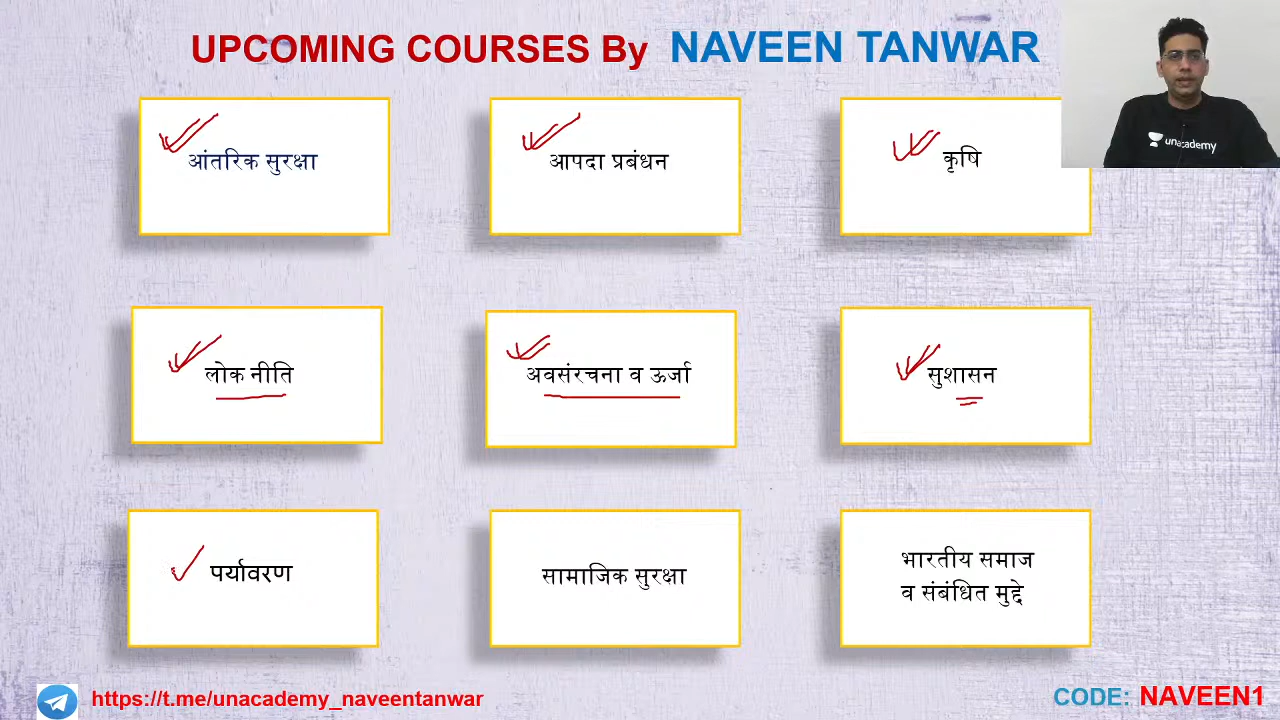 UPCOMING COURSES By NAVEEN TANWAR
unacademy
आंतरिक सुरक्षा
आपदा प्रबंधन
कृषि
लोक नीति
अवसंरचना व ऊर्जा
सुशासन
पर्यावरण
सामाजिक सुरक्षा
भारतीय समाज
व संबंधित मुद्दे
https://t.me/unacademy_naveentanwar
CODE: NAVEEN1